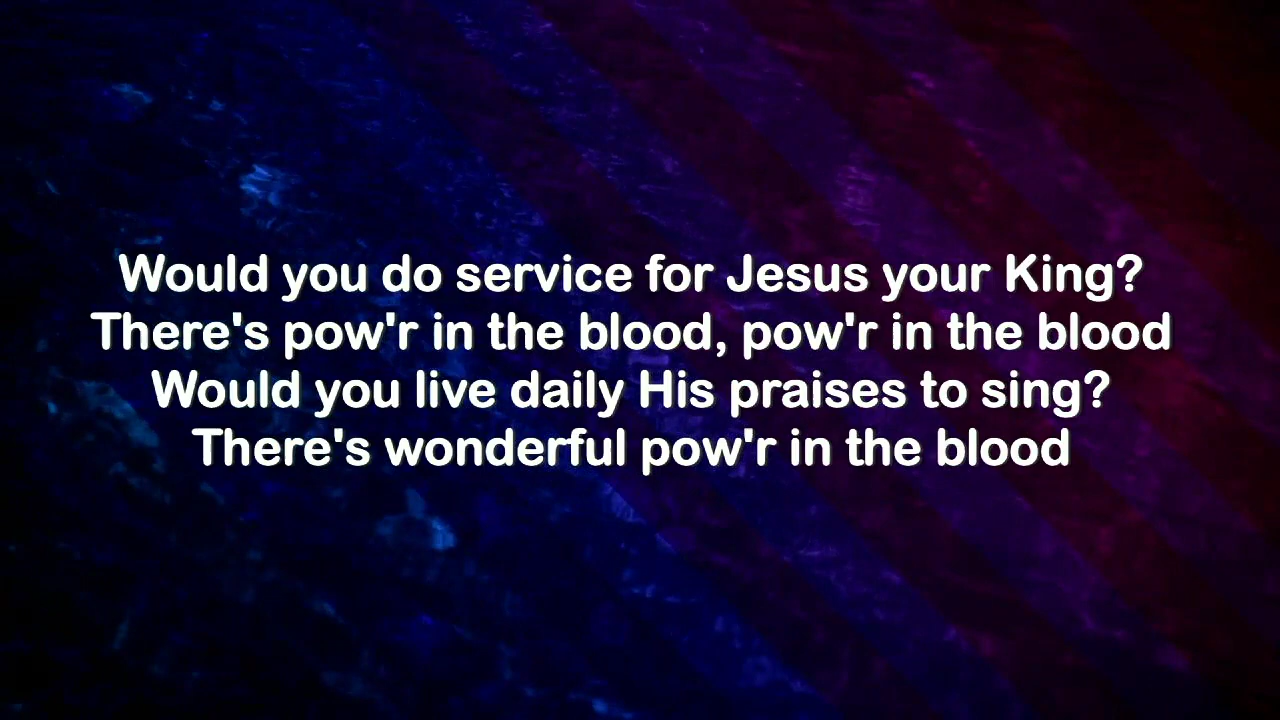 Would you do service for Jesus your King?
There's pow'r in the blood, pow'r in the blood
Would you live daily His praises to sing?
There's wonderful pow'r in the blood